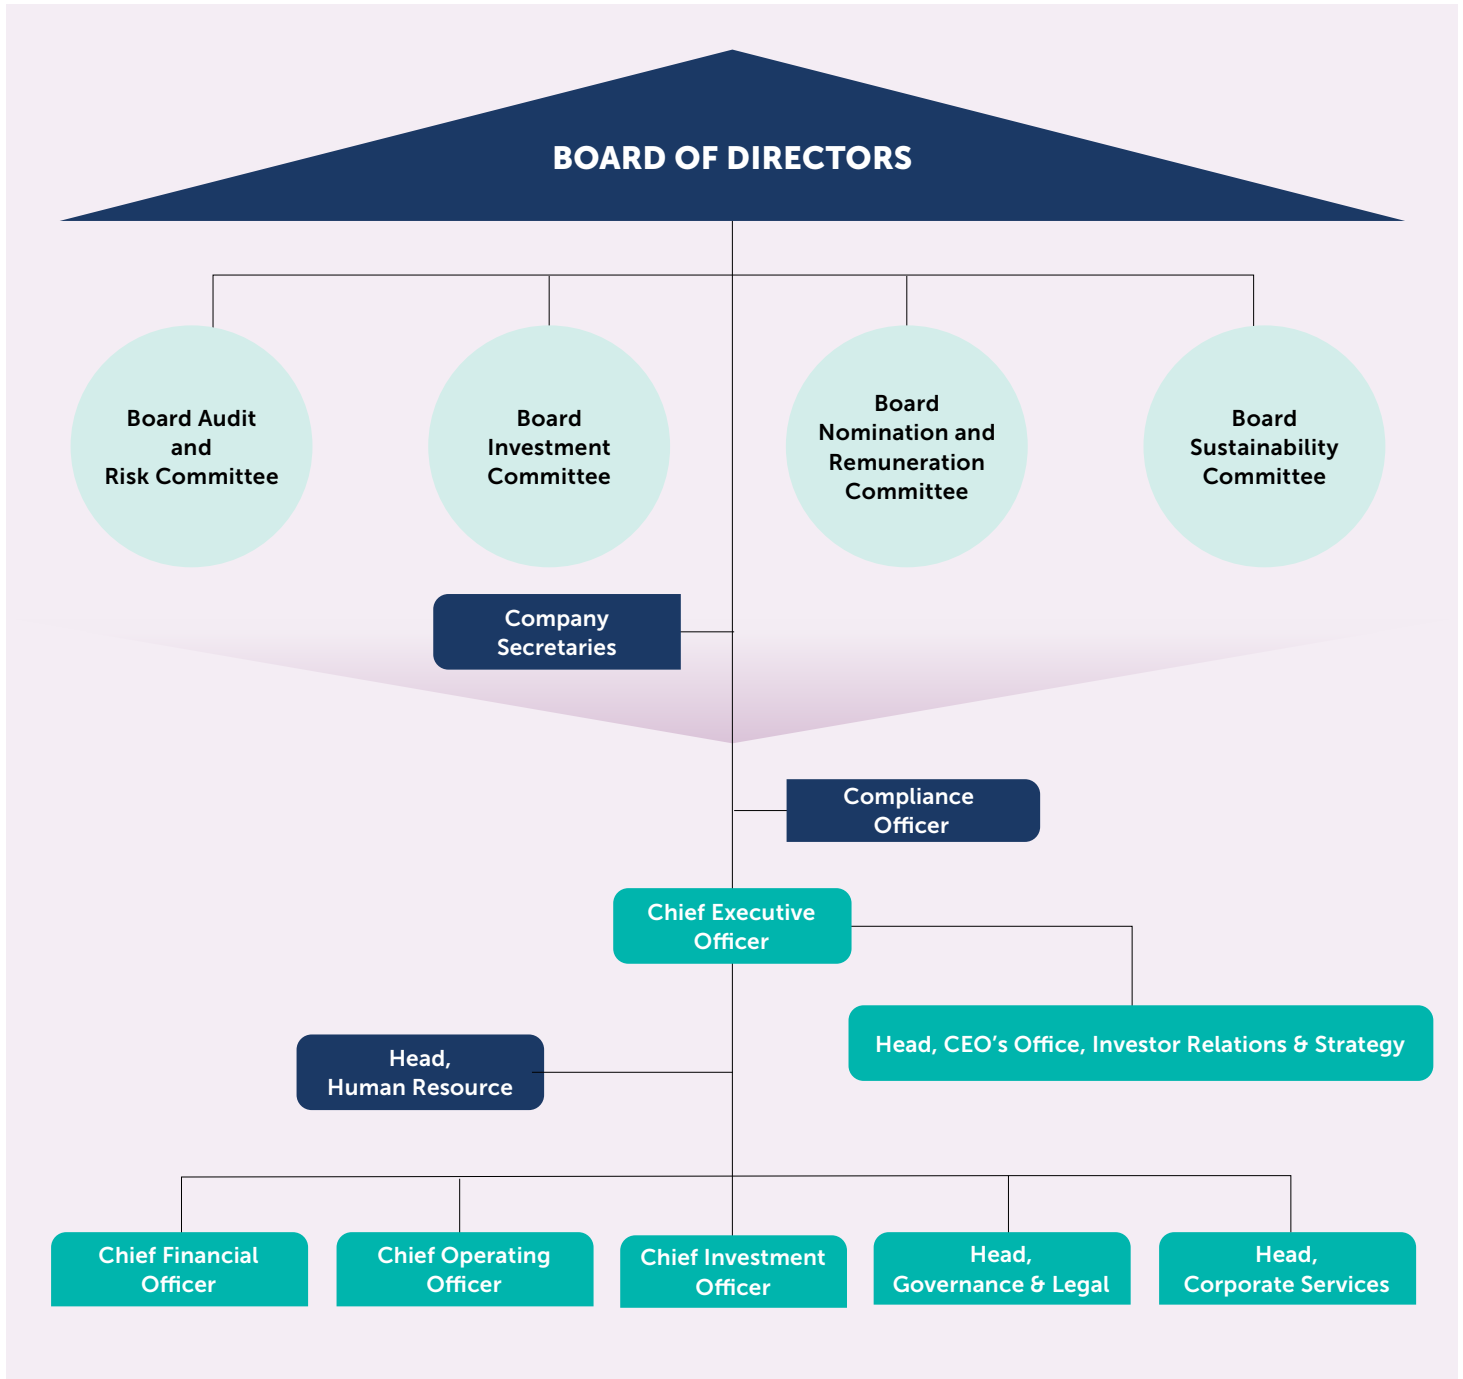 BOARD OF DIRECTORS
Board Audit
and
Risk Committee
Board
Investment
Committee
Board
Nomination and
Remuneration
Committee
Board
Sustainability
Committee
Company
Secretaries
Compliance
Officer
Chief Executive
Officer
Head, CEO’s Office, Investor Relations & Strategy
Head,
Human Resource
Chief Financial
Officer
Chief Operating
Officer
Chief Investment
Officer
Head,
Governance & Legal
Head,
Corporate Services